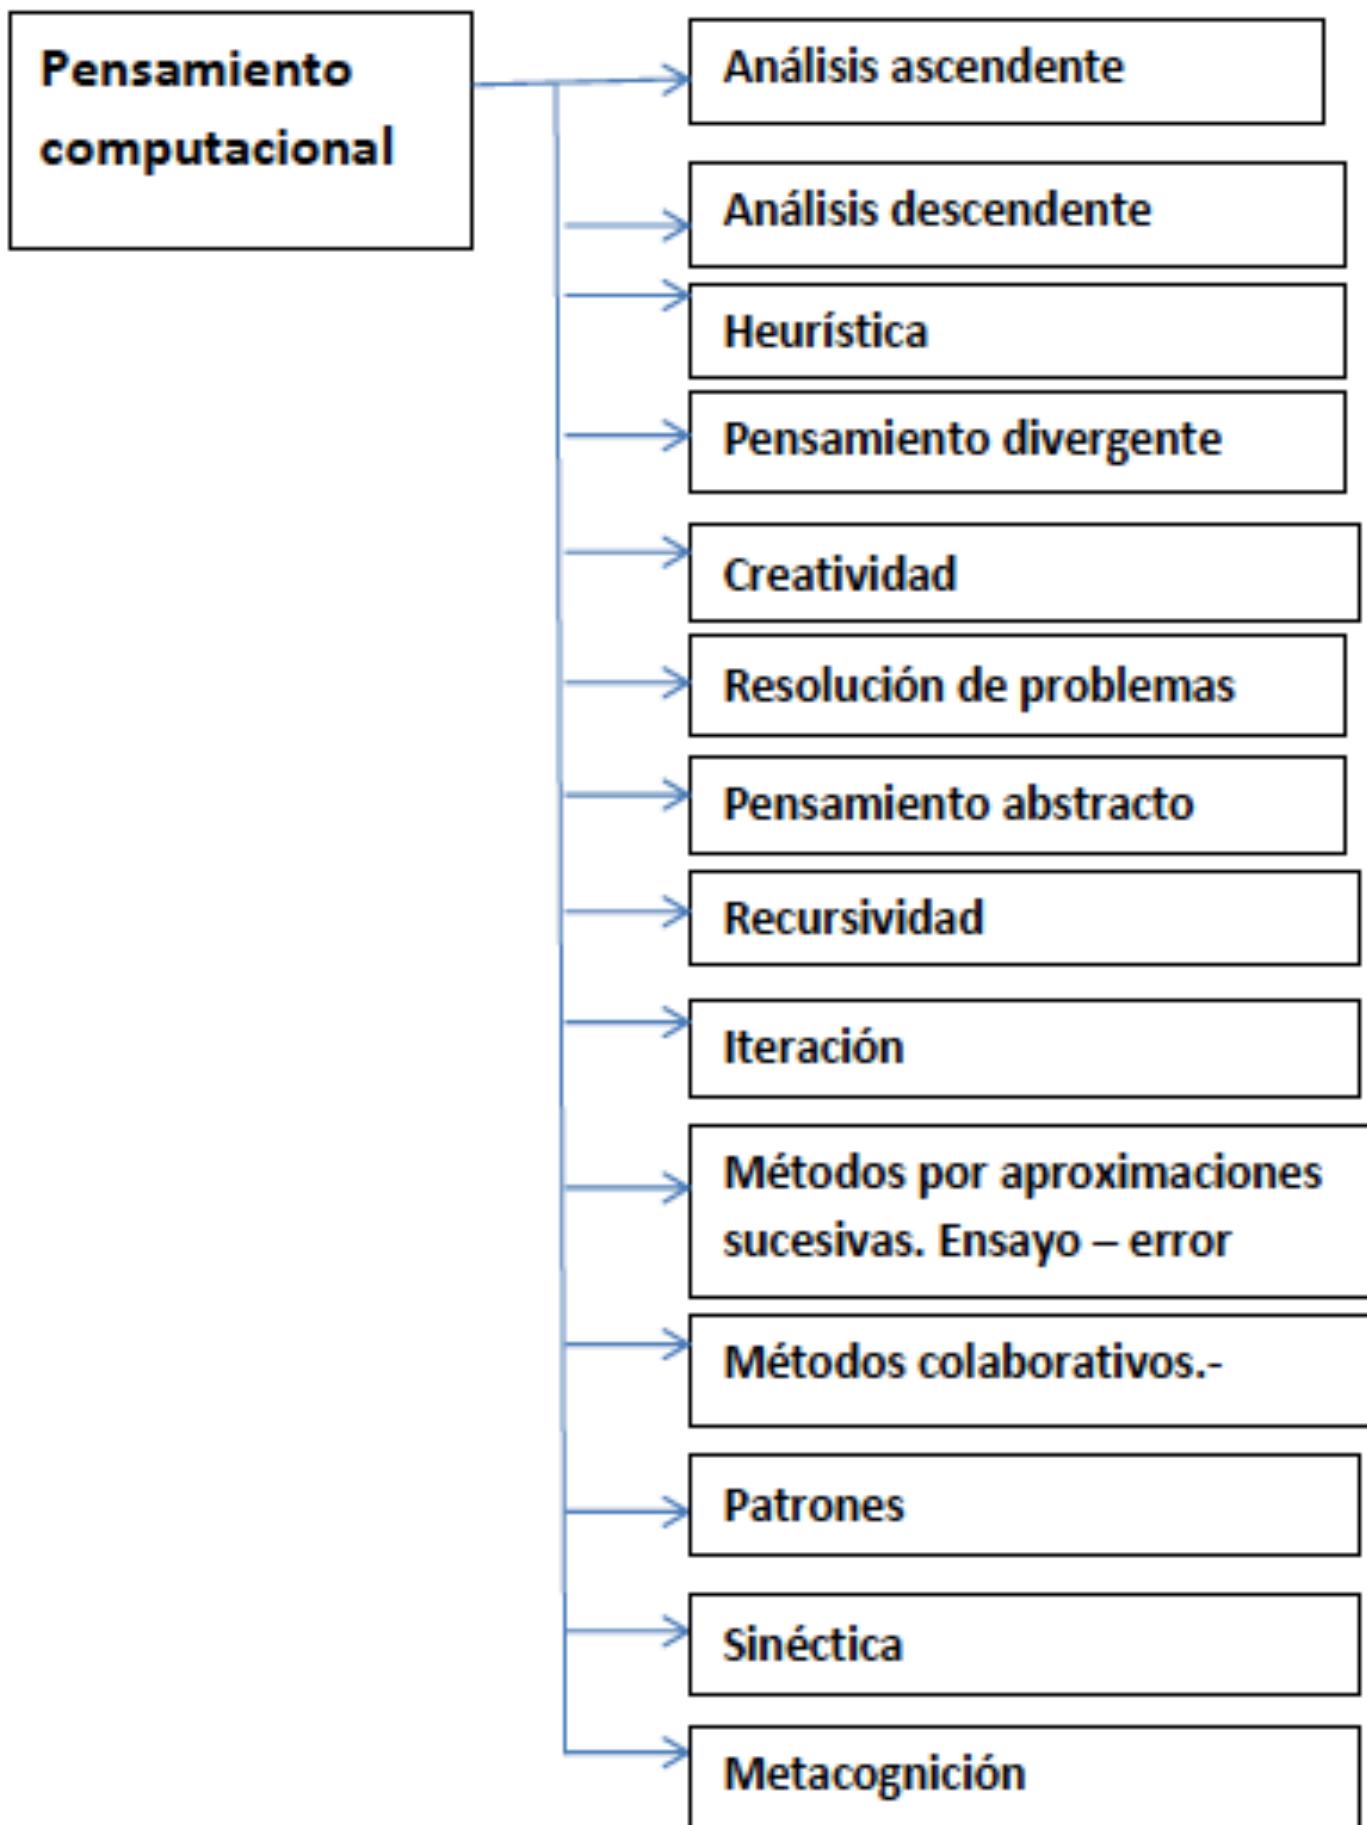 Pensamiento
computacional
Análisis ascendente
Análisis descendente
Heurística
Pensamiento divergente
Creatividad
Resolución de problemas
Pensamiento abstracto
Recursividad
Iteración
Métodos por aproximaciones
sucesivas. Ensayo – error
Métodos colaborativos.-
Patrones
Sinéctica
Metacognición